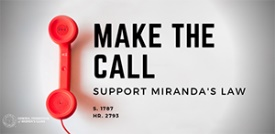 MAKE THE
CALL
SUPPORT MIRANDA'S LAW
S. 1787
HR. 2793